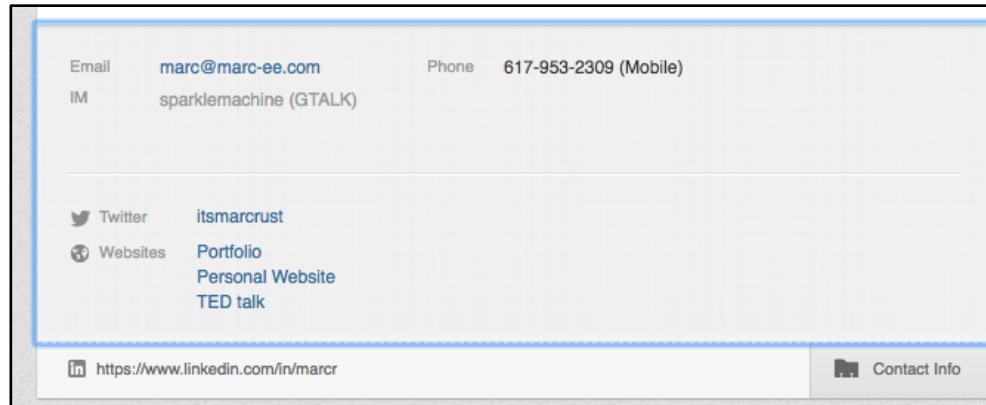 Email marc@marc-ee.com Phone 617-953-2309 (Mobile)
IM sparklemachine (GTALK)
Twitter itsmarcrust
Websites Portfolio
Personal Website
TED talk
https://www.linkedin.com/in/marcr Contact Info